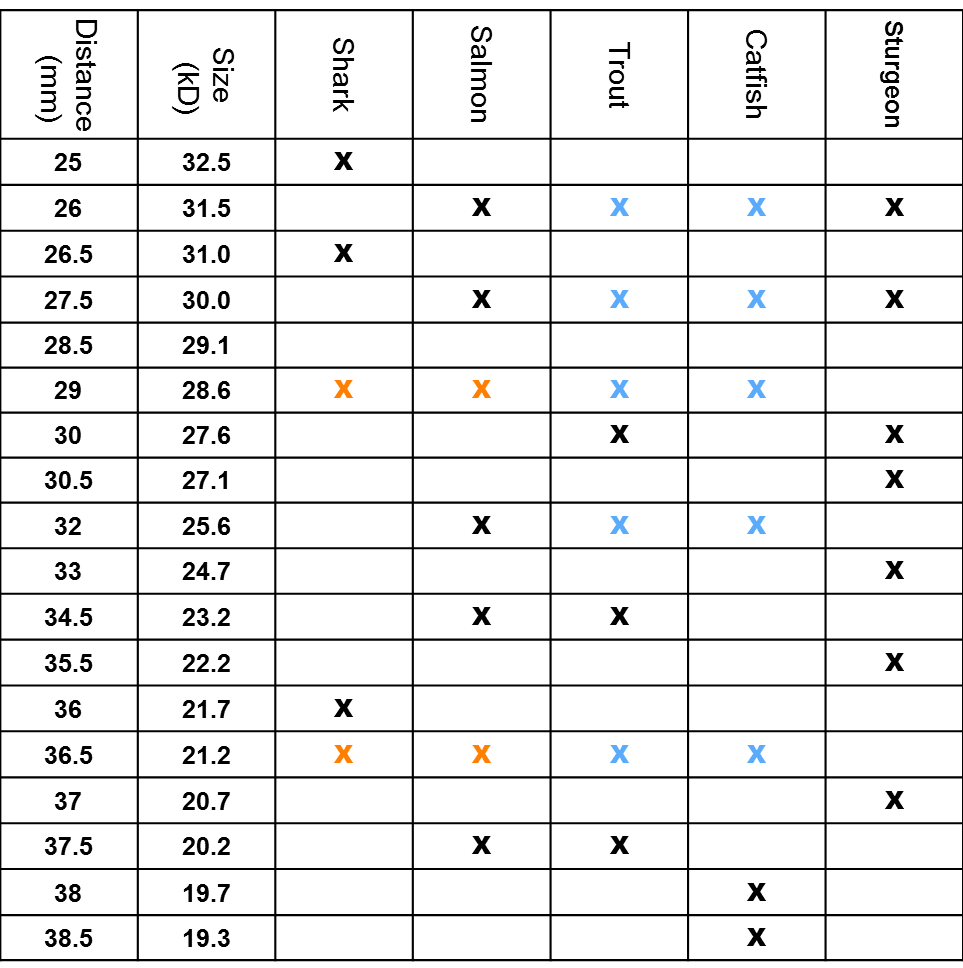 Distance (mm) Size (kD) Shark Salmon Trout Catfish Sturgeon
25 32.5 X
26 31.5 X X X X
26.5 31.0 X
27.5 30.0 X X X X
28.5 29.1
29 28.6 X X X X
30 27.6 X X
30.5 27.1 X
32 25.6 X X X
33 24.7 X
34.5 23.2 X X
35.5 22.2 X
36 21.7 X
36.5 21.2 X X X X
37 20.7 X
37.5 20.2 X X
38 19.7 X
38.5 19.3 X